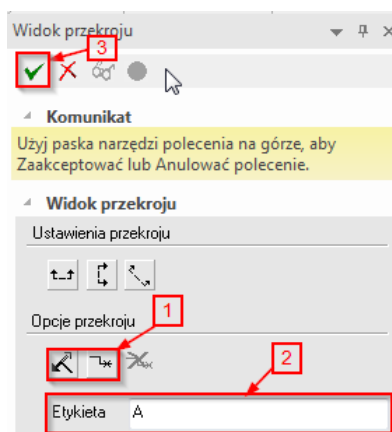 Widok przekroju
3
Komunikat
Użyj paska narzędzi polecenia na górze, aby
Zaakceptować lub Anulować polecenie.
Widok przekroju
Ustawienia przekroju
Opcje przekroju
1
2
Etykieta A